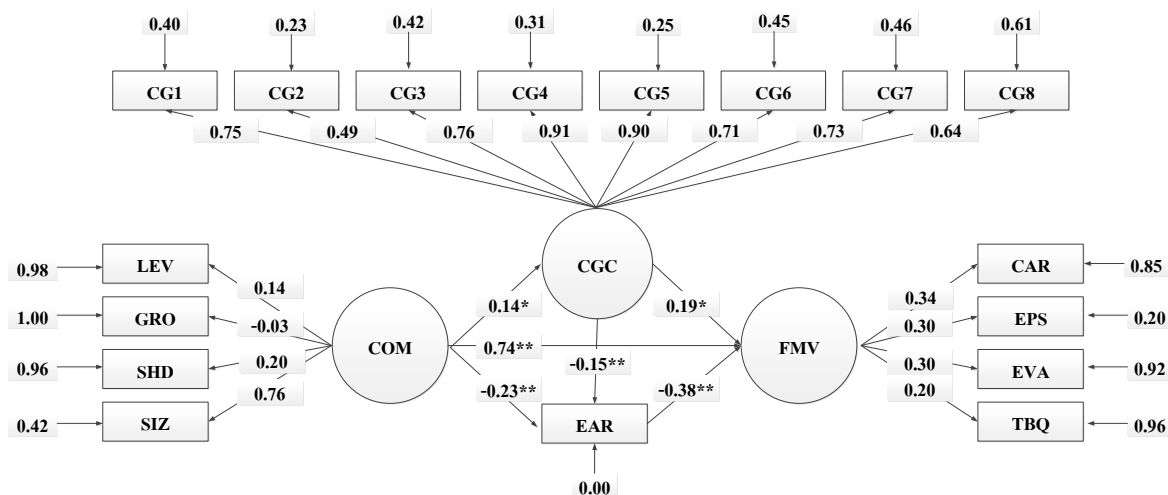 0.40 0.23 0.42 0.31 0.25 0.45 0.46 0.61
CG1 CG2 CG3 CG4 CG5 CG6 CG7 CG8
0.75 0.49 0.76 0.91 0.90 0.71 0.73 0.64
0.98 LEV CGC CAR 0.85
0.14 0.14* 0.19* 0.34
1.00 GRO EPS 0.20
-0.03 0.30
COM 0.74** FMV
0.96 SHD 0.20 -0.15** 0.30 EVA 0.92
0.76 -0.23** -0.38** 0.20
0.42 SIZ EAR TBQ 0.96
0.00